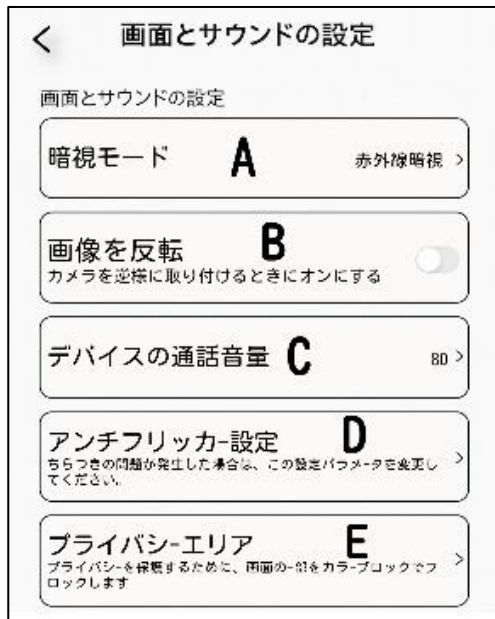 画面とサウンドの設定
画面とサウンドの設定
暗視モード A 赤外線暗視 >
画像を反転 B
カメラを逆様に取り付けるときにオンにする
デバイスの通話音量 C 80 >
アンチフリッカー設定 D
ちらつきの問題が発生した場合は、この設定パラメータを変更し
てください。
プライバシーエリア E
プライバシーを保護するために、画面の一部をカラーブロックでブ
ロックします